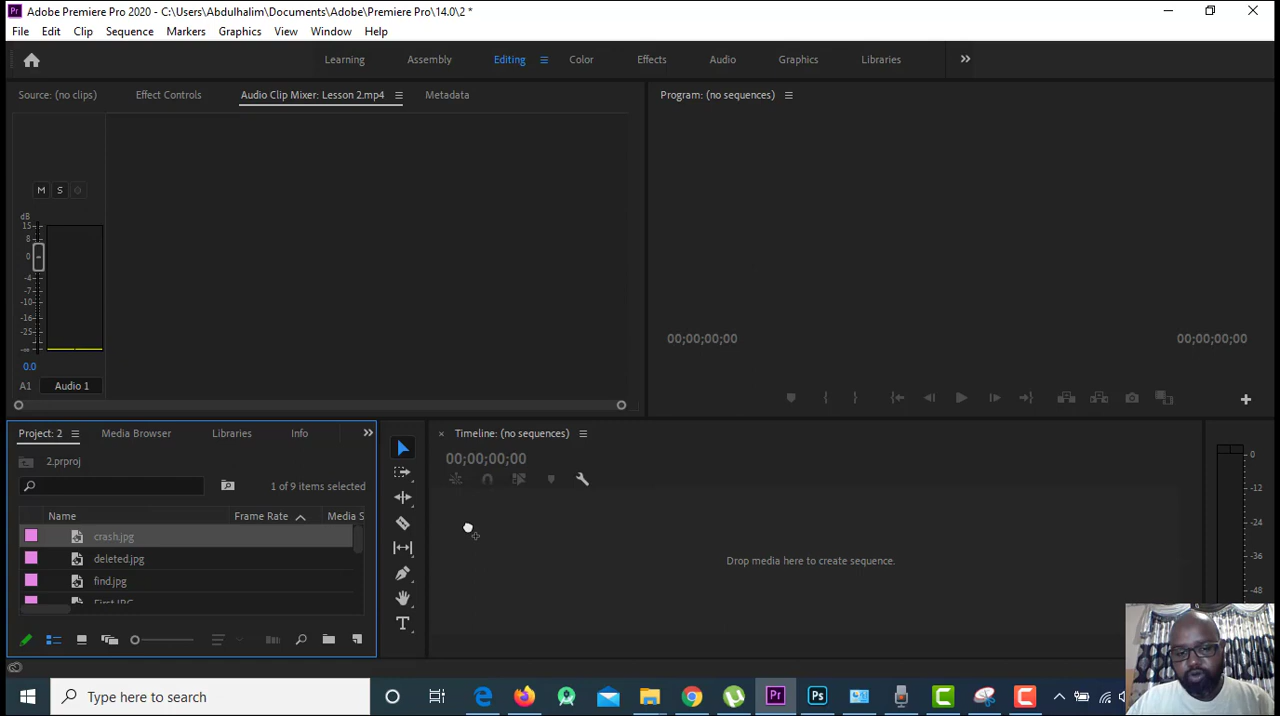 Adobe Premiere Pro 2020 - C:\Users\Abdulhalim\Documents\Adobe\Premiere Pro\14.0\2 *
File Edit Clip Sequence Markers Graphics View Window Help
Learning Assembly Editing Color Effects Audio Graphics Libraries
Source: (no clips) Effect Controls Audio Clip Mixer: Lesson 2.mp4 Metadata
Program: (no sequences)
M S
dB
15
8
0
-4
-7
-10
-16
-25
-∞
0.0
A1 Audio 1
00;00;00;00 00;00;00;00
Project: 2 Media Browser Libraries Info
2.prproj
1 of 9 items selected
Name Frame Rate Media S
crash.jpg
deleted.jpg
find.jpg
First.JPG
T
Timeline: (no sequences)
00;00;00;00
Drop media here to create sequence.
0
-12
-24
-36
-48
Type here to search
Pr
Ps